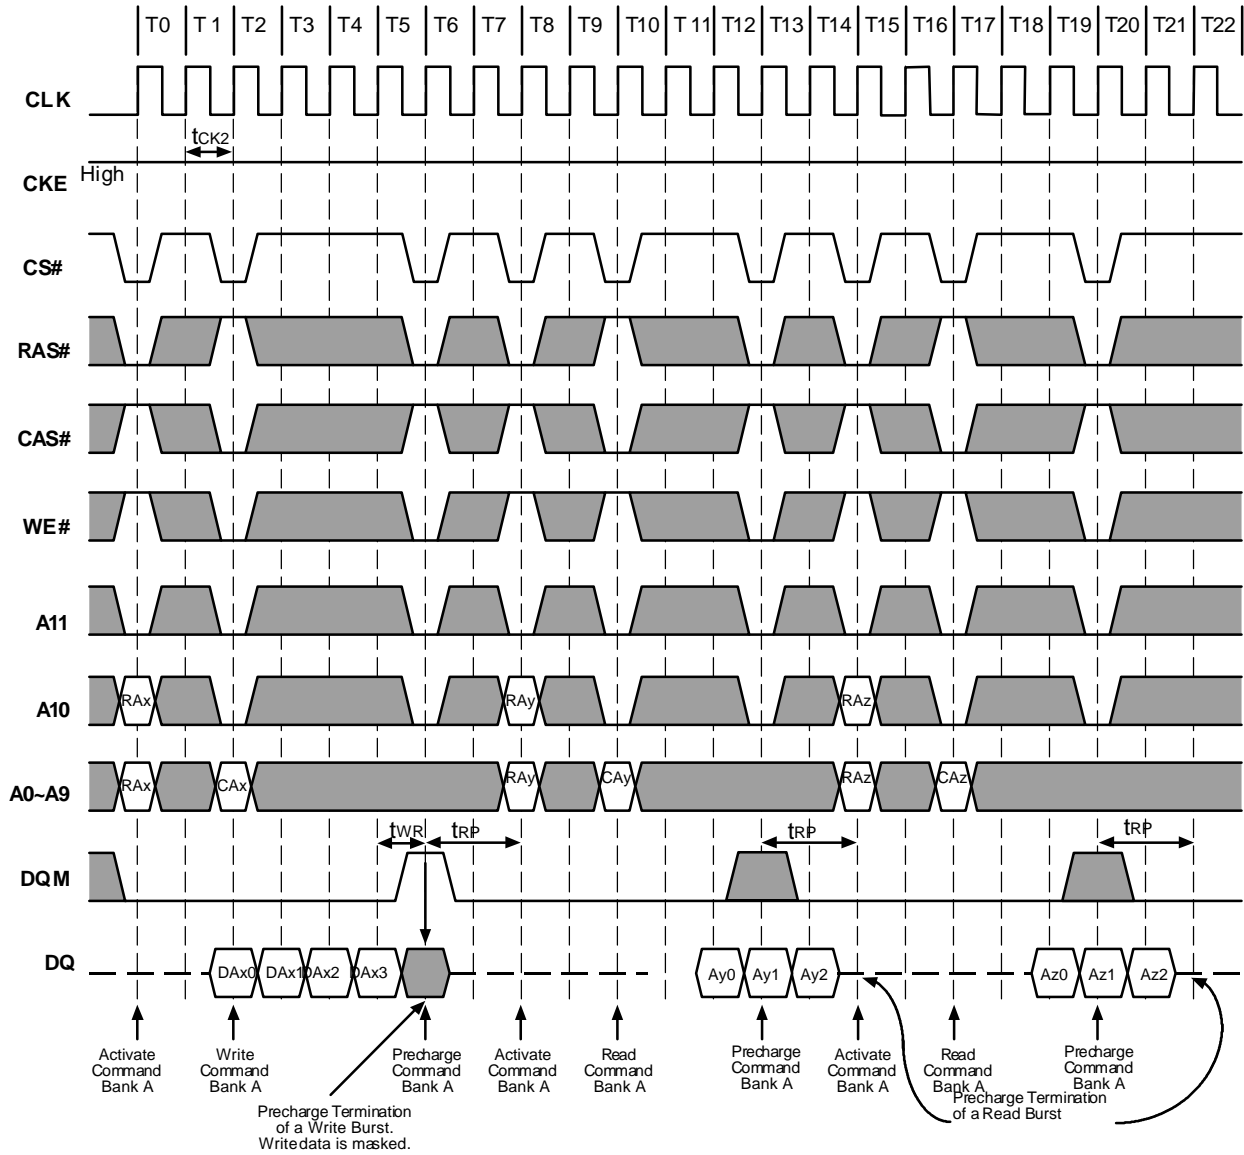 T0 T 1 T2 T3 T4 T5 T6 T7 T8 T9 T10 T 11 T12 T13 T14 T15 T16 T17 T18 T19 T20 T21 T22
CLK
tCK2
High
CKE
CS#
RAS#
CAS#
WE#
A11
A10 RAx RAy RAz
A0~A9 RAx CAx RAy CAy RAz CAz
tWR tRP tRP tRP
DQM
DQ DAx0 DAx1 DAx2 DAx3 Ay0 Ay1 Ay2 Az0 Az1 Az2
Activate
Command
Bank A
Write
Command
Bank A
Precharge
Command
Bank A
Activate
Command
Bank A
Read
Command
Bank A
Precharge
Command
Bank A
Activate
Command
Bank A
Read
Command
Bank A
Precharge
Command
Bank A
Precharge Termination
of a Write Burst.
Write data is masked.
Precharge Termination
of a Read Burst